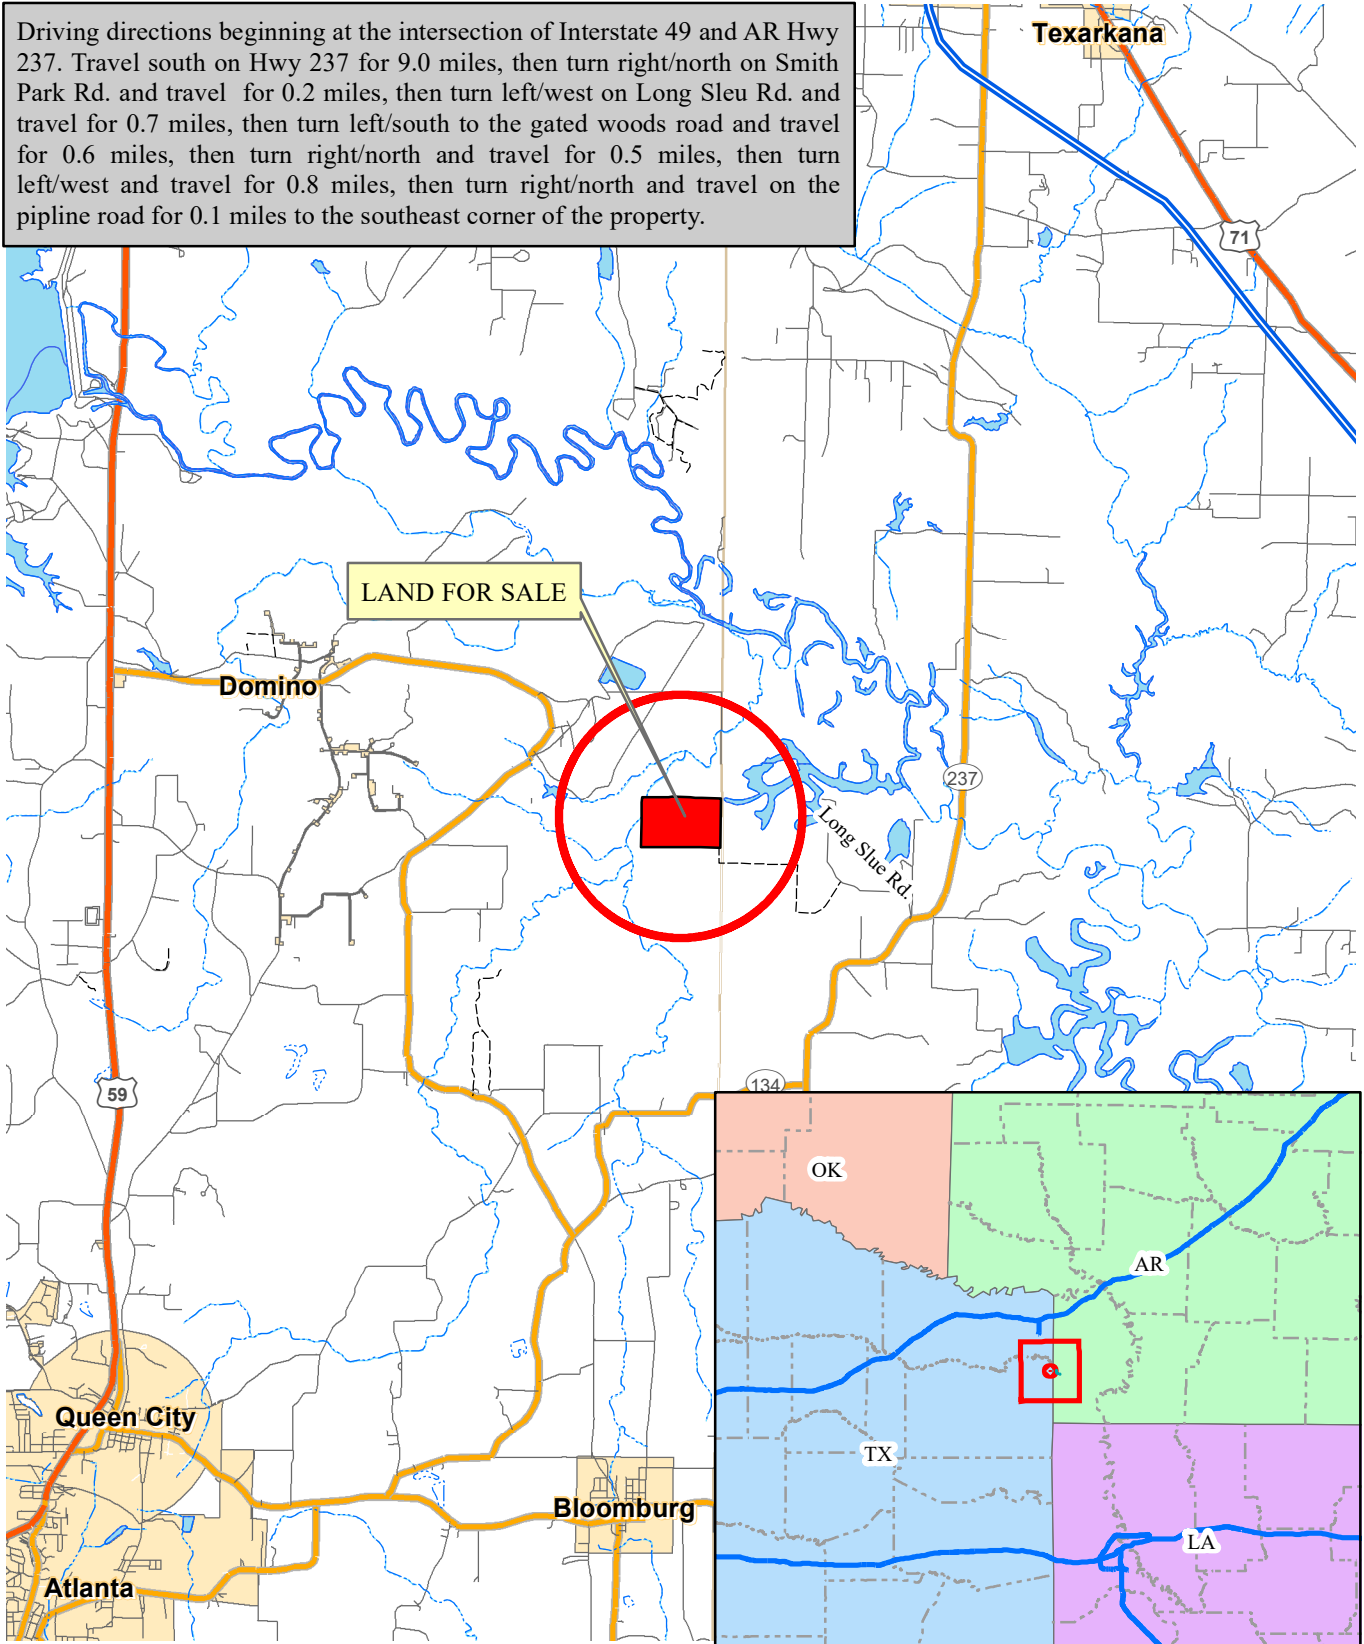 Driving directions beginning at the intersection of Interstate 49 and AR Hwy
237. Travel south on Hwy 237 for 9.0 miles, then turn right/north on Smith
Park Rd. and travel for 0.2 miles, then turn left/west on Long Sleu Rd. and
travel for 0.7 miles, then turn left/south to the gated woods road and travel
for 0.6 miles, then turn right/north and travel for 0.5 miles, then turn
left/west and travel for 0.8 miles, then turn right/north and travel on the
pipline road for 0.1 miles to the southeast corner of the property.
Texarkana
71
LAND FOR SALE
Domino
237
Long Slue Rd.
59
134
OK
AR
TX
LA
Queen City
Bloomburg
Atlanta